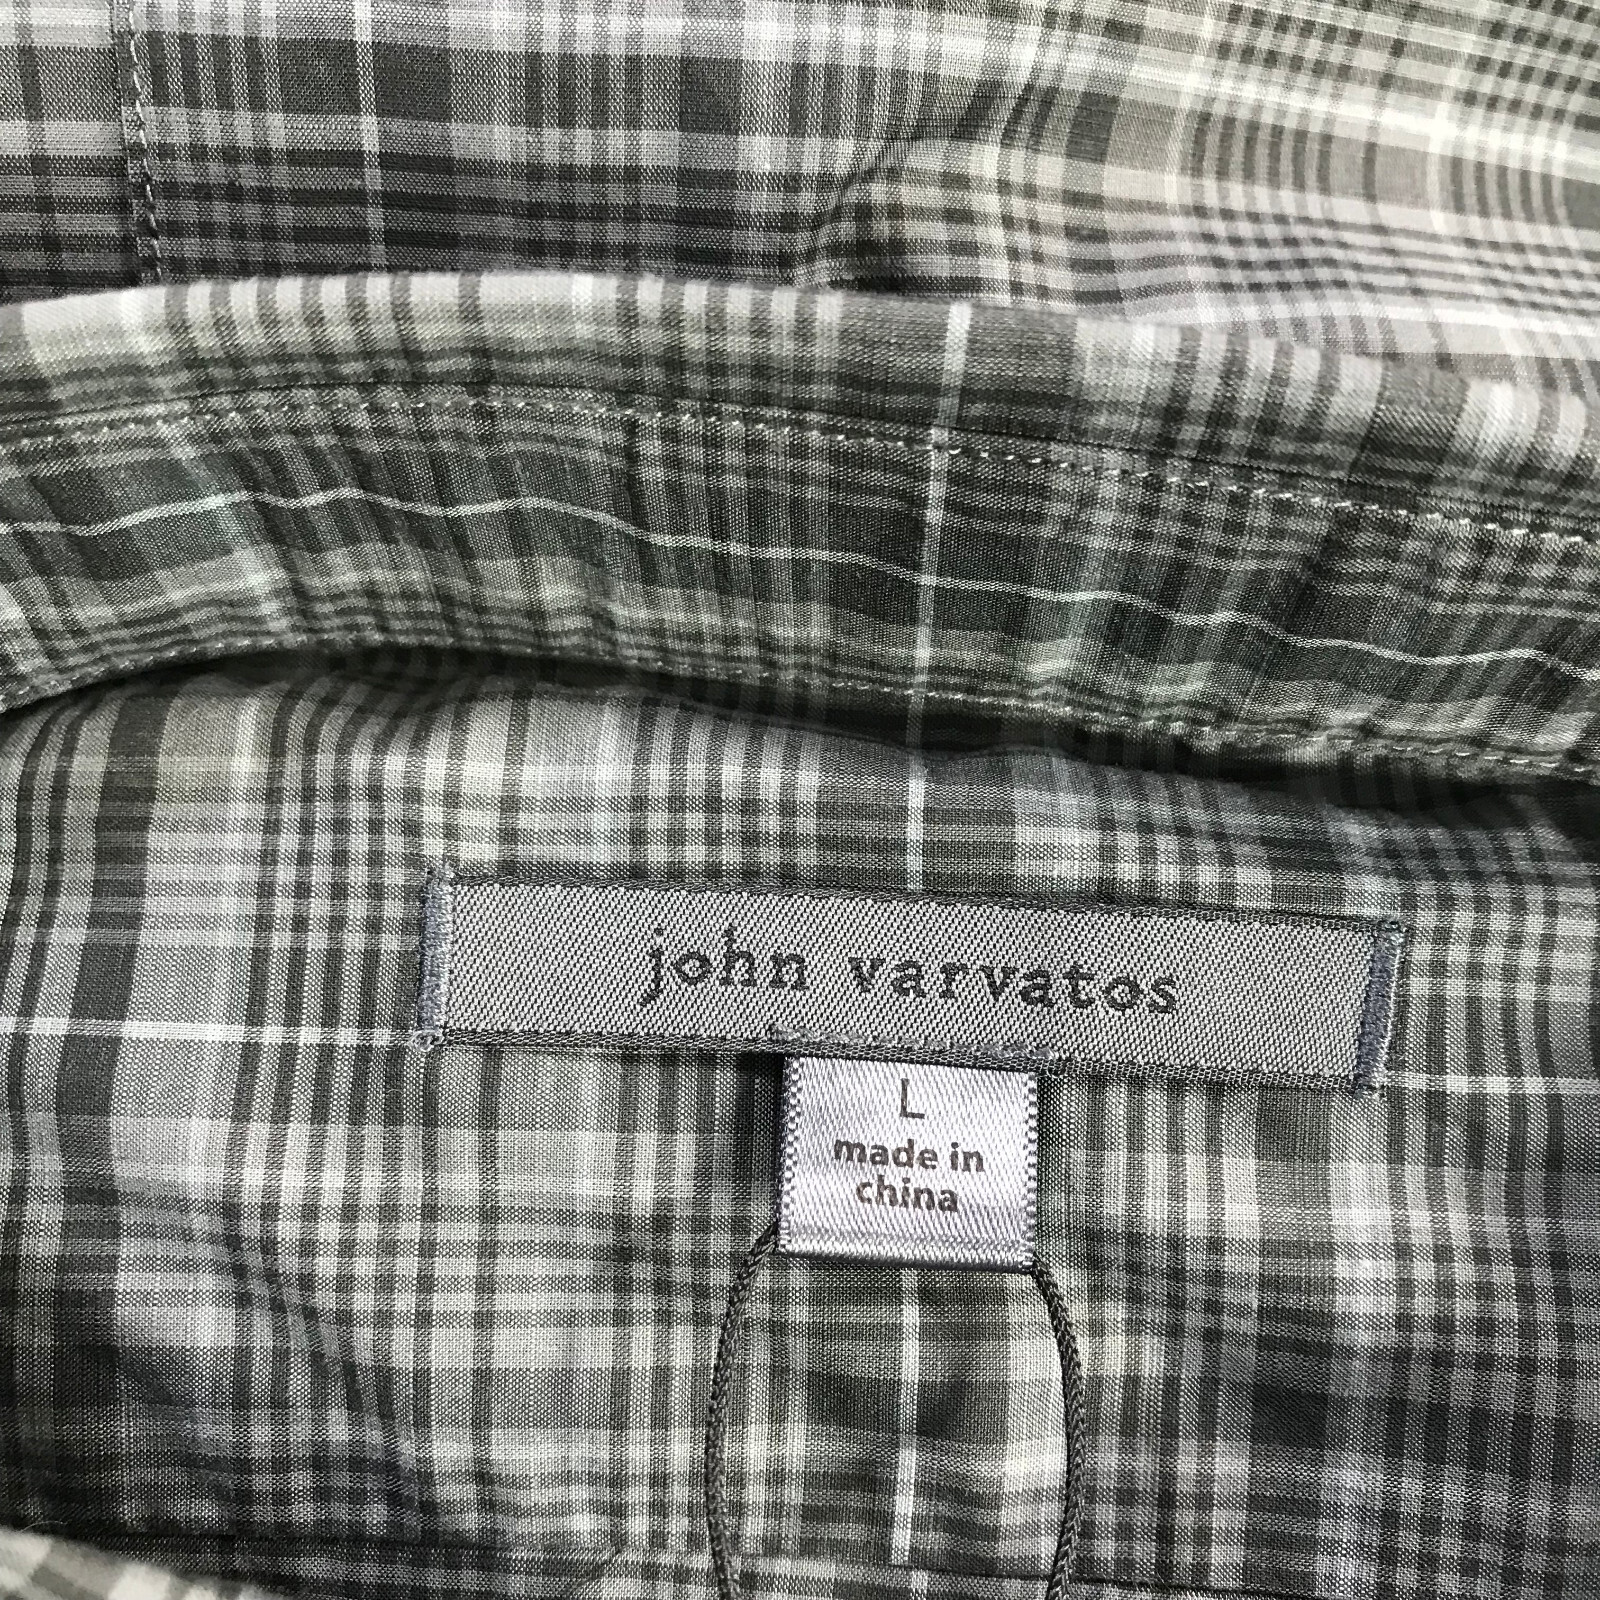 john varvatos
L
made in
china